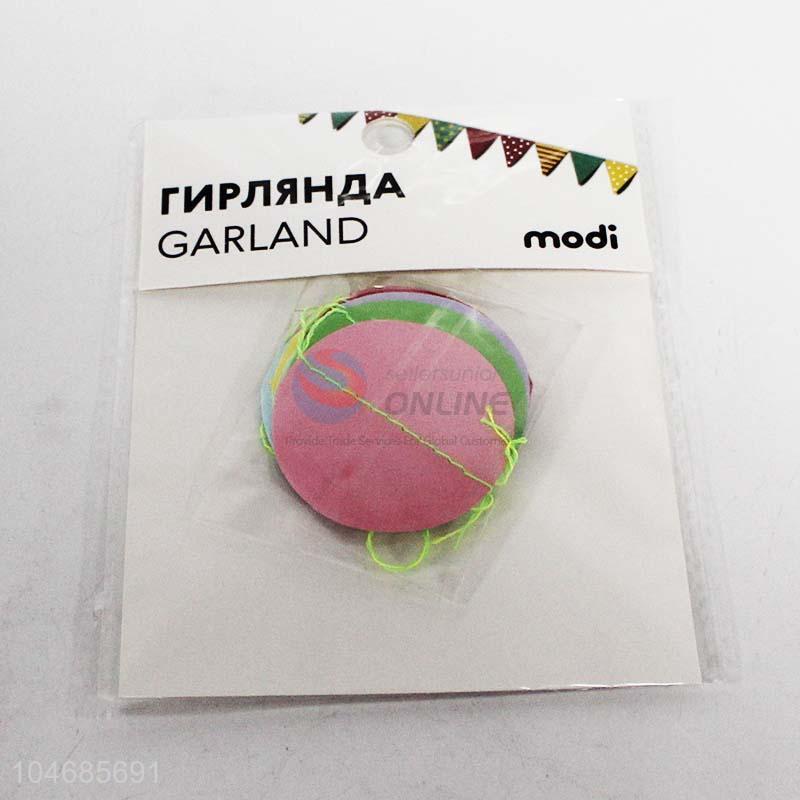 ГИРЛЯНДА
GARLAND
modi
sellersunion
ONLINE
Provide Trade Services For Global Customers
104685691